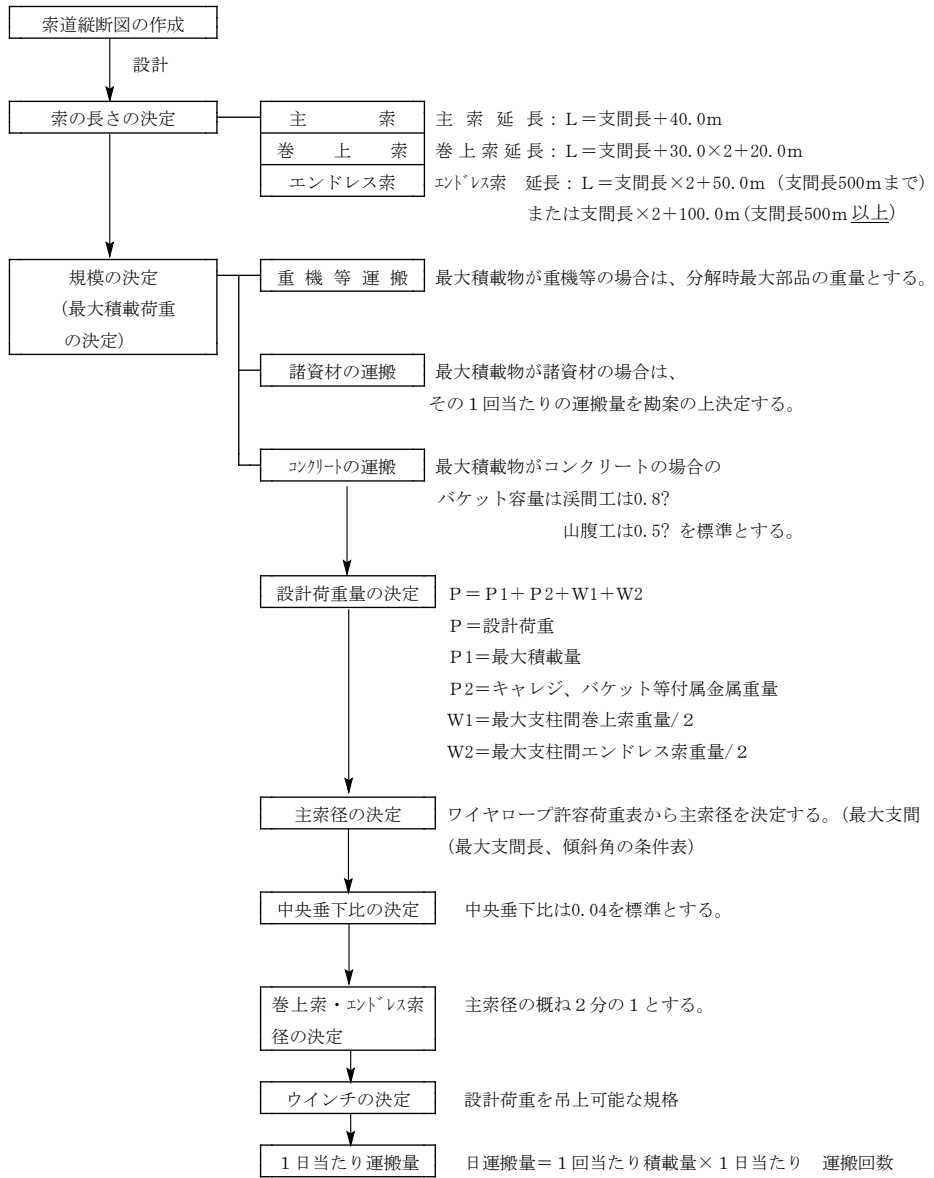 索道縦断図の作成
設計
索の長さの決定
主　　　索
主 索 延 長：Ｌ＝支間長＋40.0m
巻　上　索
巻上索延長：Ｌ＝支間長＋30.0×2＋20.0m
エンドレス索
ｴﾝﾄﾞﾚｽ索　延長：Ｌ＝支間長×2＋50.0m（支間長500mまで）
または支間長×2＋100.0m(支間長500m以上)
規模の決定
(最大積載荷重
の決定)
重機等運搬
最大積載物が重機等の場合は、分解時最大部品の重量とする。
諸資材の運搬
最大積載物が諸資材の場合は、
その１回当たりの運搬量を勘案の上決定する。
ｺﾝｸﾘｰﾄの運搬
最大積載物がコンクリートの場合の
バケット容量は渓間工は0.8?
山腹工は0.5? を標準とする。
設計荷重量の決定
Ｐ＝Ｐ1＋Ｐ2＋W1＋W2
Ｐ＝設計荷重
Ｐ1＝最大積載量
Ｐ2＝キャレジ、バケット等付属金属重量
W1＝最大支柱間巻上索重量/２
W2＝最大支柱間エンドレス索重量/２
主索径の決定
ワイヤロープ許容荷重表から主索径を決定する。(最大支間
(最大支間長、傾斜角の条件表)
中央垂下比の決定
中央垂下比は0.04を標準とする。
巻上索・ｴﾝﾄﾞﾚｽ索
径の決定
主索径の概ね２分の１とする。
ウインチの決定
設計荷重を吊上可能な規格
１日当たり運搬量
日運搬量＝１回当たり積載量×１日当たり　運搬回数